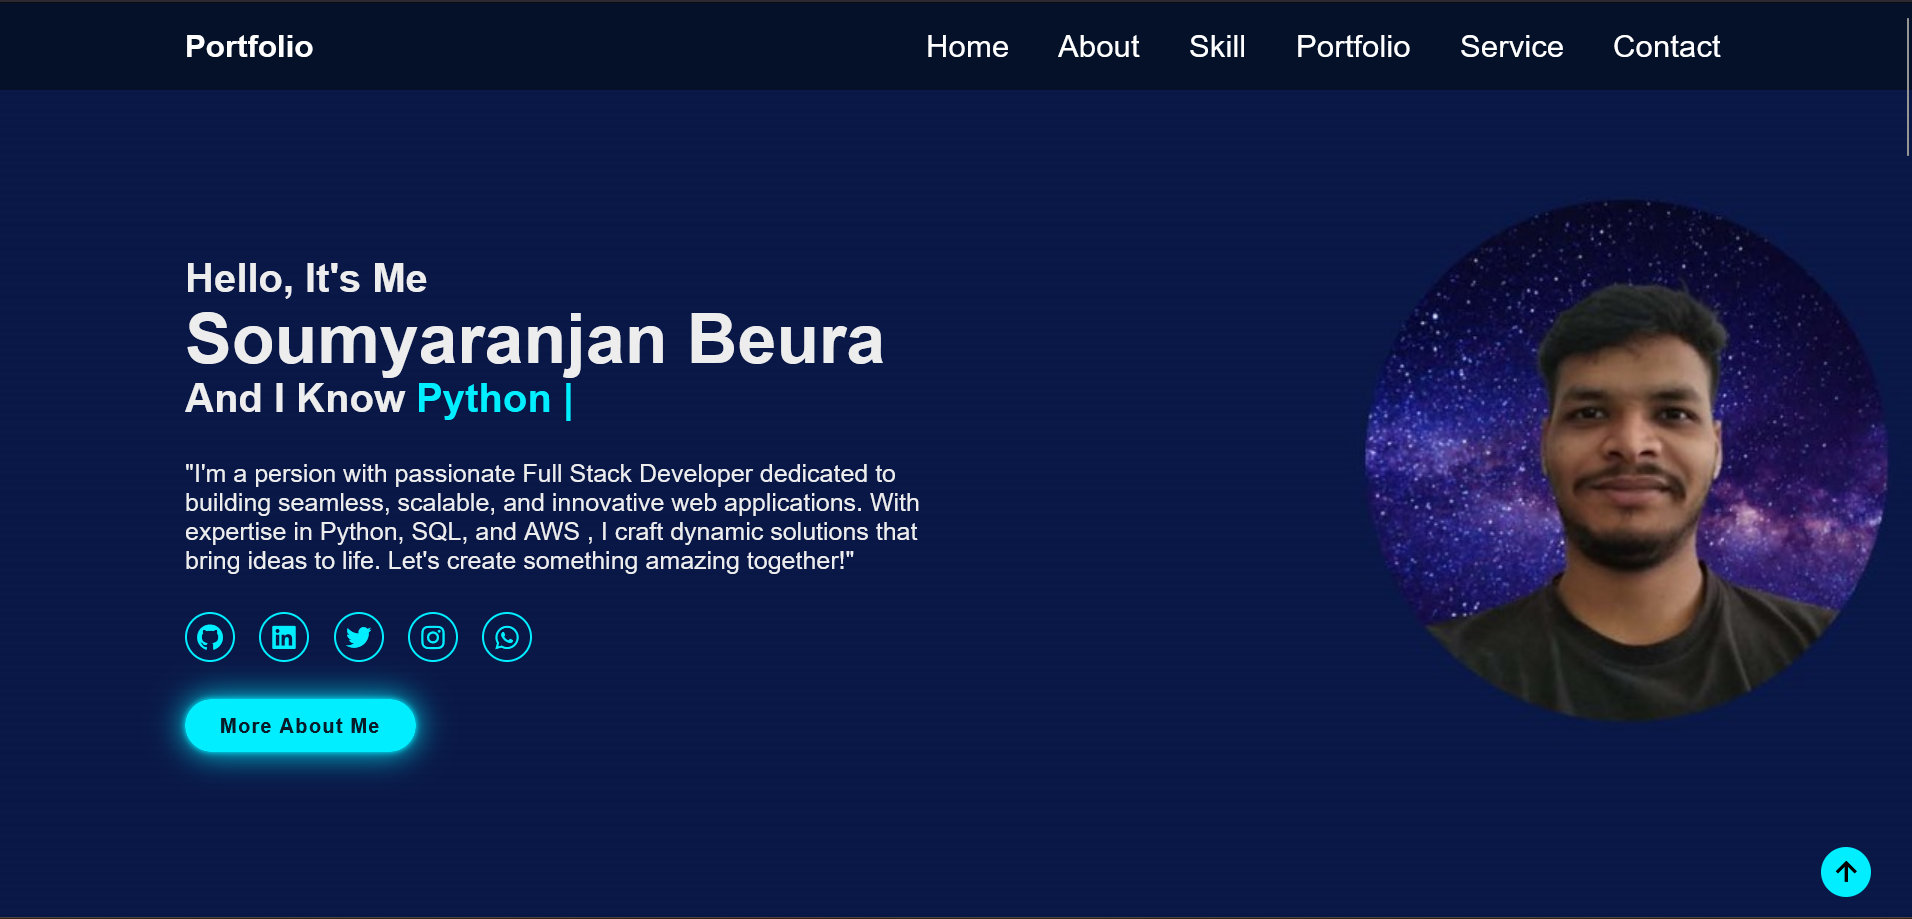 Portfolio
Home About Skill Portfolio Service Contact
Hello, It's Me
Soumyaranjan Beura
And I Know Python |
"I'm a persion with passionate Full Stack Developer dedicated to
building seamless, scalable, and innovative web applications. With
expertise in Python, SQL, and AWS , I craft dynamic solutions that
bring ideas to life. Let's create something amazing together!"
More About Me